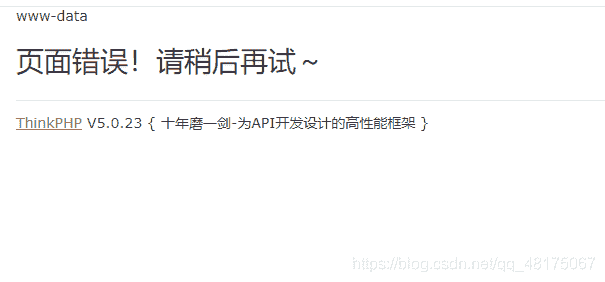 www-data
页面错误！请稍后再试～
ThinkPHP V5.0.23 { 十年磨一剑-为API开发设计的高性能框架 }
https://blog.csdn.net/qq_48175067